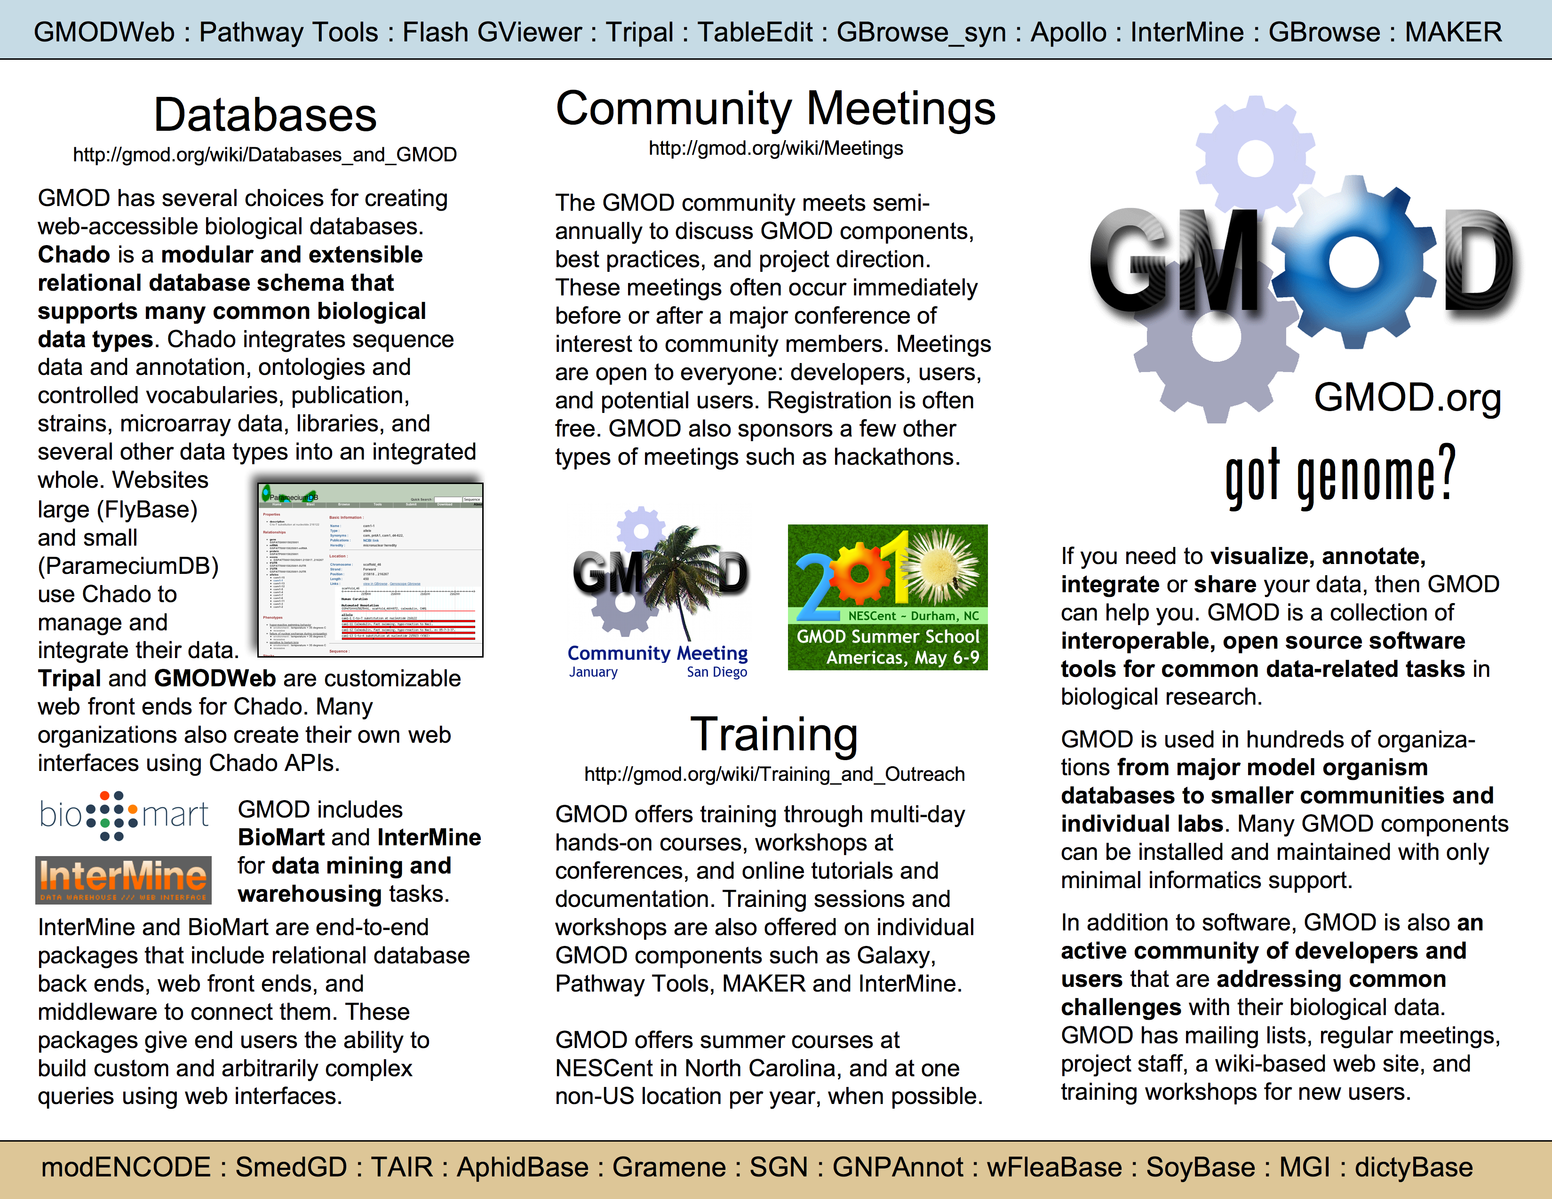 GMODWeb : Pathway Tools : Flash GViewer : Tripal : TableEdit : GBrowse_syn : Apollo : InterMine : GBrowse : MAKER
Databases
http://gmod.org/wiki/Databases_and_GMOD
GMOD has several choices for creating
web-accessible biological databases.
Chado is a modular and extensible
relational database schema that
supports many common biological
data types. Chado integrates sequence
data and annotation, ontologies and
controlled vocabularies, publication,
strains, microarray data, libraries, and
several other data types into an integrated
whole. Websites
large (FlyBase)
and small
(ParameciumDB)
use Chado to
manage and
integrate their data.
ParameciumDB
Tripal and GMODWeb are customizable
web front ends for Chado. Many
organizations also create their own web
interfaces using Chado APIs.
bio mart
InterMine
DATA WAREHOUSE /// WEB INTERFACE
GMOD includes
BioMart and InterMine
for data mining and
warehousing tasks.
InterMine and BioMart are end-to-end
packages that include relational database
back ends, web front ends, and
middleware to connect them. These
packages give end users the ability to
build custom and arbitrarily complex
queries using web interfaces.
Community Meetings
http://gmod.org/wiki/Meetings
The GMOD community meets semi-
annually to discuss GMOD components,
best practices, and project direction.
These meetings often occur immediately
before or after a major conference of
interest to community members. Meetings
are open to everyone: developers, users,
and potential users. Registration is often
free. GMOD also sponsors a few other
types of meetings such as hackathons.
GMOD
Community Meeting
January San Diego
2010
NESCent – Durham, NC
GMOD Summer School
Americas, May 6-9
Training
http://gmod.org/wiki/Training_and_Outreach
GMOD offers training through multi-day
hands-on courses, workshops at
conferences, and online tutorials and
documentation. Training sessions and
workshops are also offered on individual
GMOD components such as Galaxy,
Pathway Tools, MAKER and InterMine.
GMOD offers summer courses at
NESCent in North Carolina, and at one
non-US location per year, when possible.
GMOD
GMOD.org
got genome?
If you need to visualize, annotate,
integrate or share your data, then GMOD
can help you. GMOD is a collection of
interoperable, open source software
tools for common data-related tasks in
biological research.
GMOD is used in hundreds of organiza-
tions from major model organism
databases to smaller communities and
individual labs. Many GMOD components
can be installed and maintained with only
minimal informatics support.
In addition to software, GMOD is also an
active community of developers and
users that are addressing common
challenges with their biological data.
GMOD has mailing lists, regular meetings,
project staff, a wiki-based web site, and
training workshops for new users.
modENCODE : SmedGD : TAIR : AphidBase : Gramene : SGN : GNPAnnot : wFleaBase : SoyBase : MGI : dictyBase